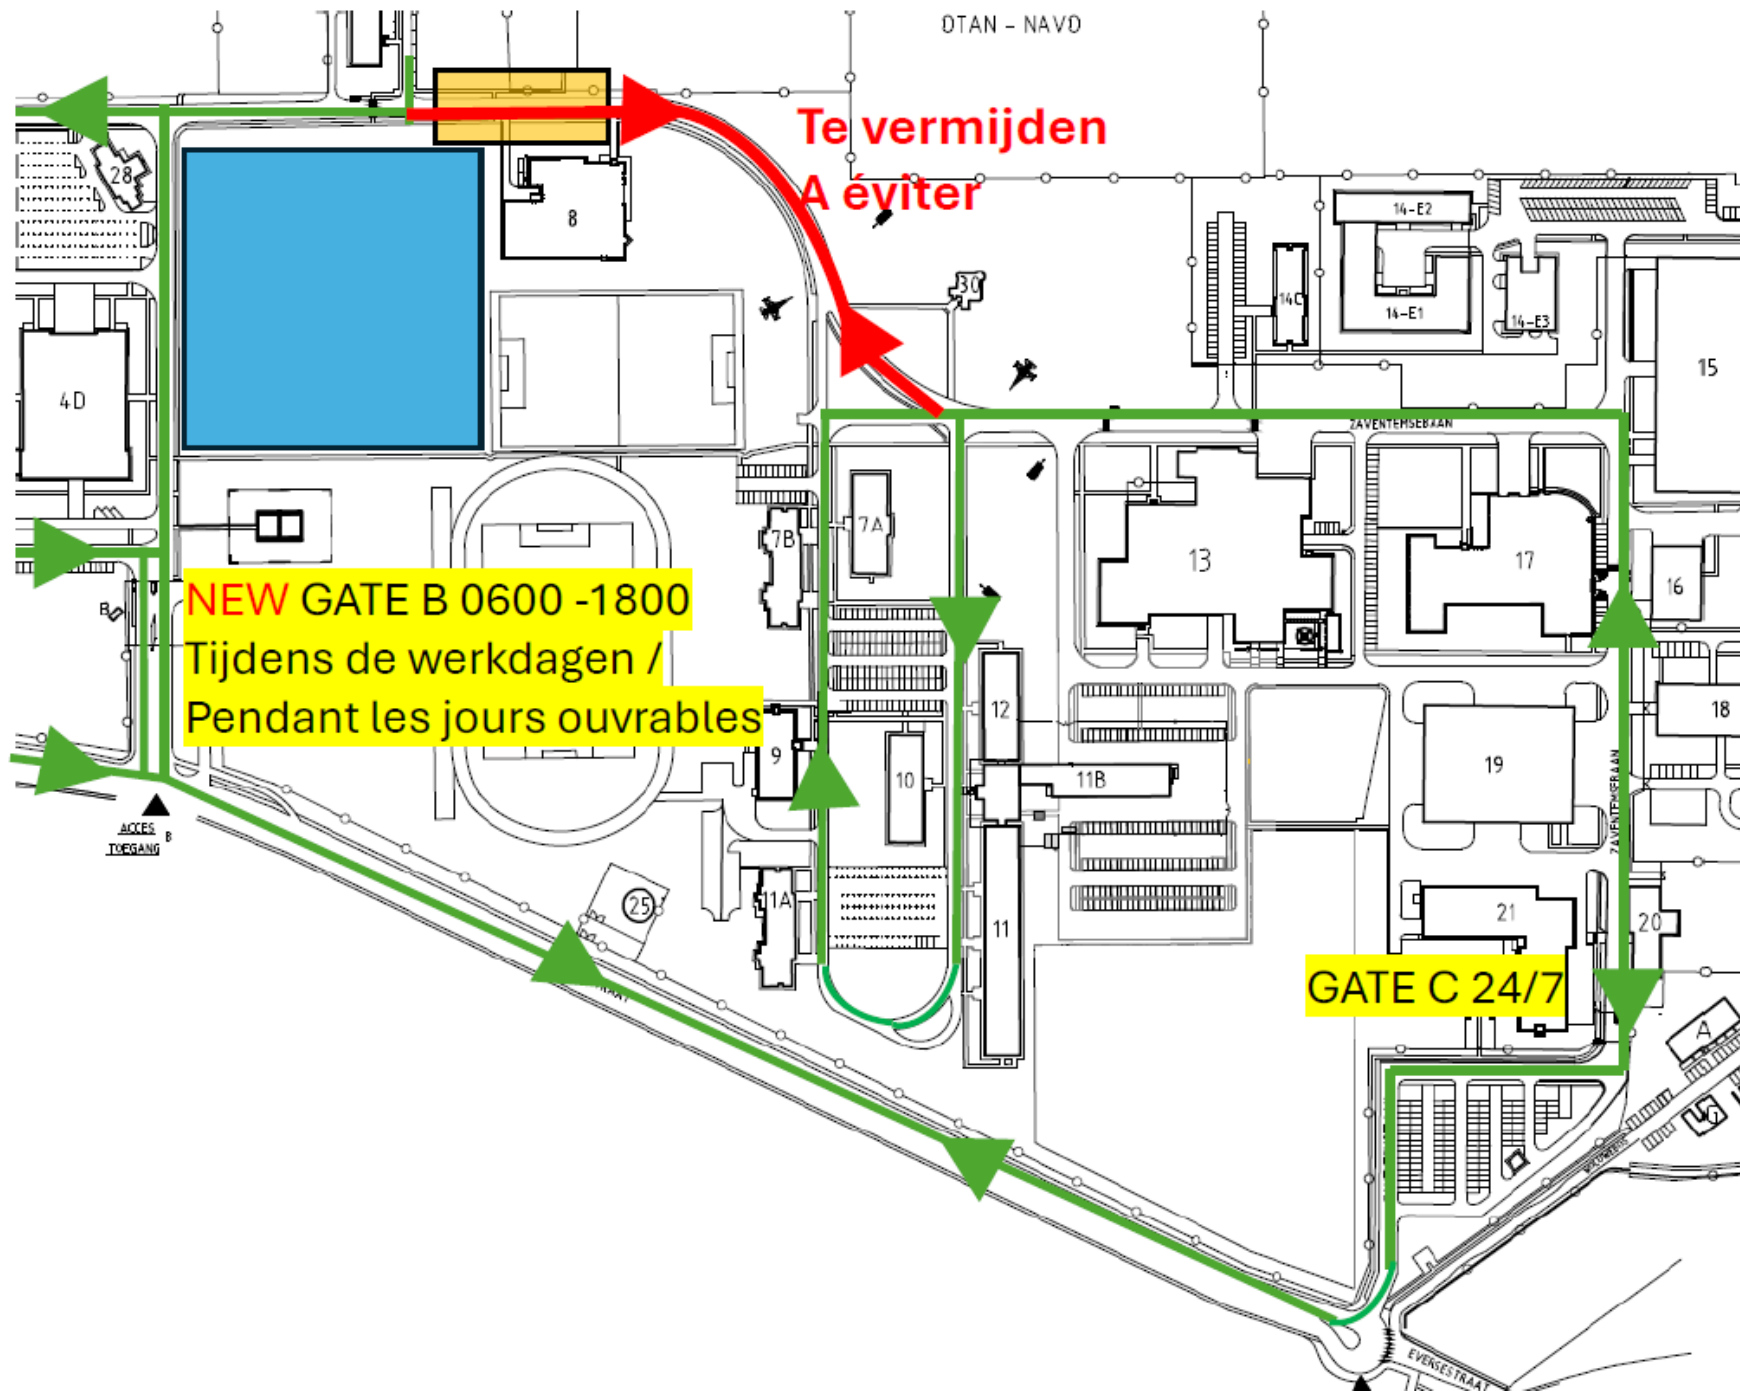 OTAN - NAVO
Te vermijden
A éviter
28
8
30
14-E2
14C
14-E1
14-E3
15
4D
ZAVENTEMSEBAAN
7A
7B
13
17
16
B
NEW GATE B 0600 -1800
Tijdens de werkdagen /
Pendant les jours ouvrables
12
18
9
10
11B
19
ZAVENTEMSEBAAN
ACCES
TOEGANG
B
25
11A
11
21
20
GATE C 24/7
A
EVERSESTRAAT